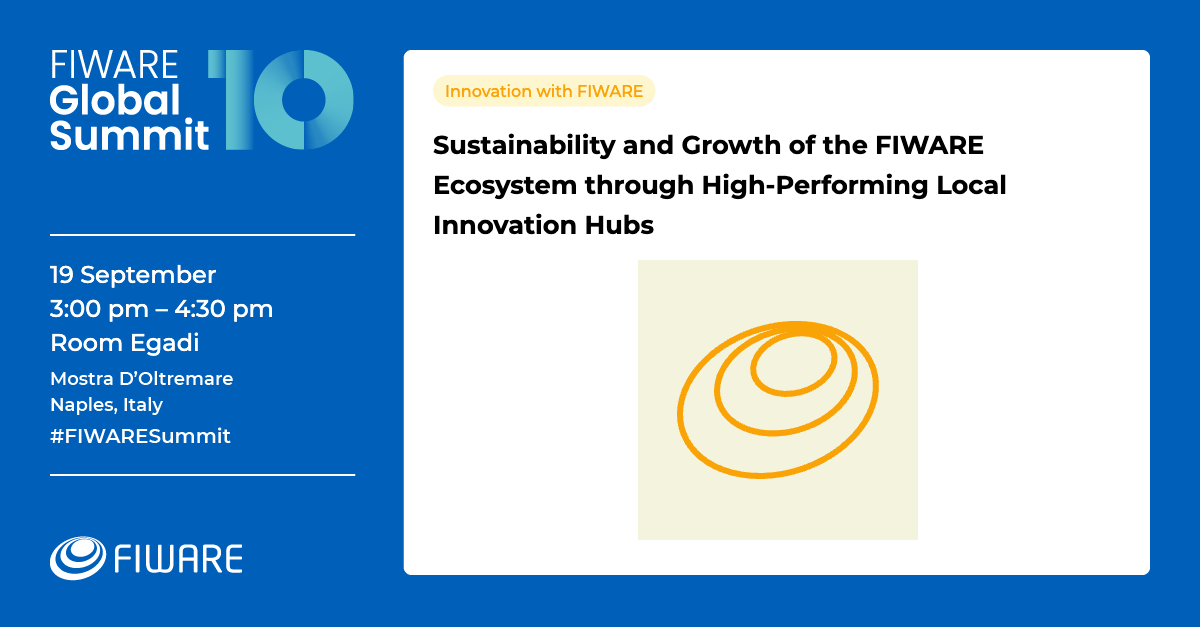 FIWARE
Global
Summit
10
19 September
3:00 pm – 4:30 pm
Room Egadi
Mostra D’Oltremare
Naples, Italy
#FIWARESummit
FIWARE
Innovation with FIWARE
Sustainability and Growth of the FIWARE
Ecosystem through High-Performing Local
Innovation Hubs